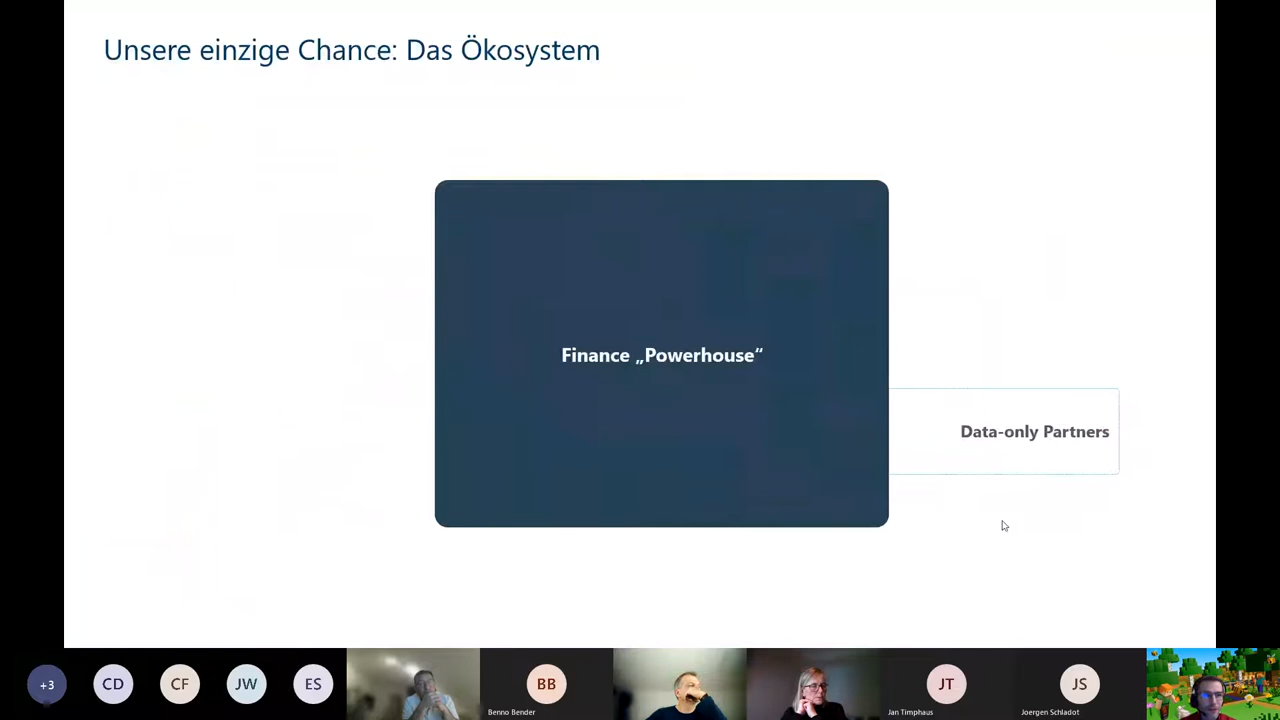 Unsere einzige Chance: Das Ökosystem
Finance „Powerhouse“
Data-only Partners
+3
CD
CF
JW
ES
BB
Benno Bender
JT
Jan Timphaus
JS
Joergen Schladot